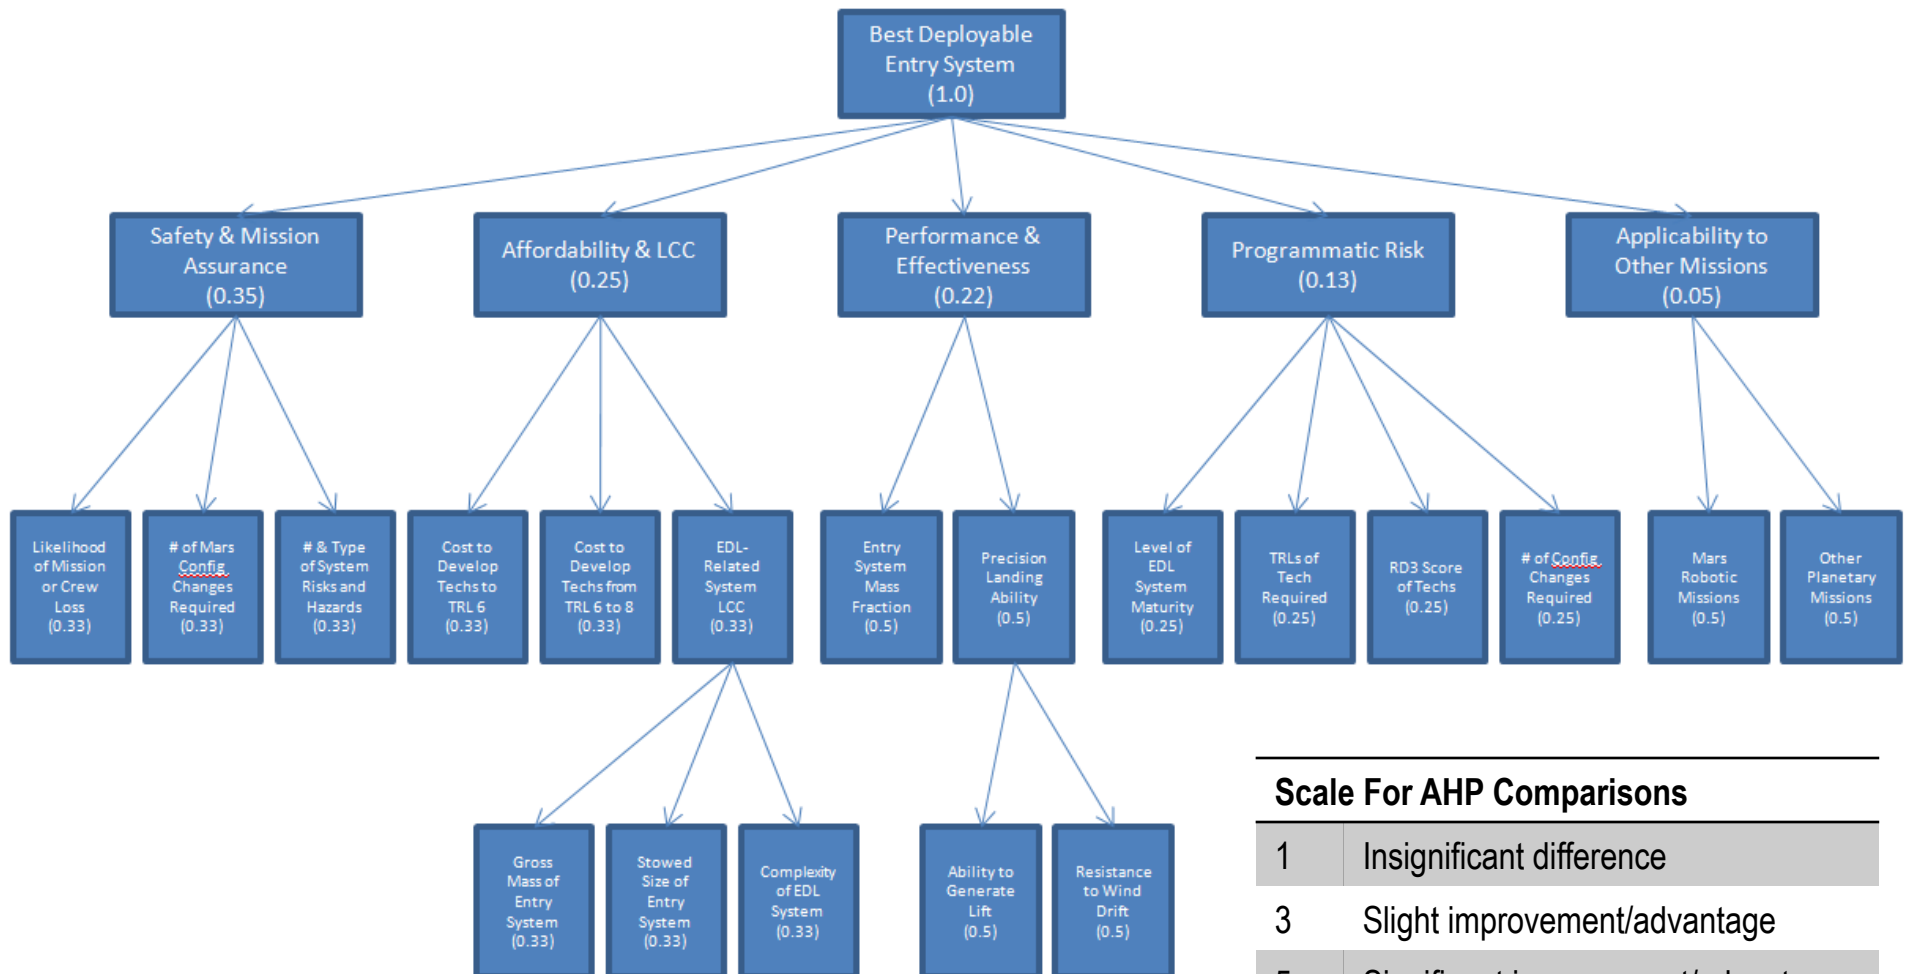 Best Deployable
Entry System
(1.0)
Safety & Mission
Assurance
(0.35)
Affordability & LCC
(0.25)
Performance &
Effectiveness
(0.22)
Programmatic Risk
(0.13)
Applicability to
Other Missions
(0.05)
Likelihood
of Mission
or Crew
Loss
(0.33)
# of Mars
Config.
Changes
Required
(0.33)
# & Type
of System
Risks and
Hazards
(0.33)
Cost to
Develop
Techs to
TRL 6
(0.33)
Cost to
Develop
Techs from
TRL 6 to 8
(0.33)
EDL-
Related
System
LCC
(0.33)
Entry
System
Mass
Fraction
(0.5)
Precision
Landing
Ability
(0.5)
Level of
EDL
System
Maturity
(0.25)
TRLs of
Tech
Required
(0.25)
RD3 Score
of Techs
(0.25)
# of Config.
Changes
Required
(0.25)
Mars
Robotic
Missions
(0.5)
Other
Planetary
Missions
(0.5)
Gross
Mass of
Entry
System
(0.33)
Stowed
Size of
Entry
System
(0.33)
Complexity
of EDL
System
(0.33)
Ability to
Generate
Lift
(0.5)
Resistance
to Wind
Drift
(0.5)
Scale For AHP Comparisons
1 Insignificant difference
3 Slight improvement/advantage